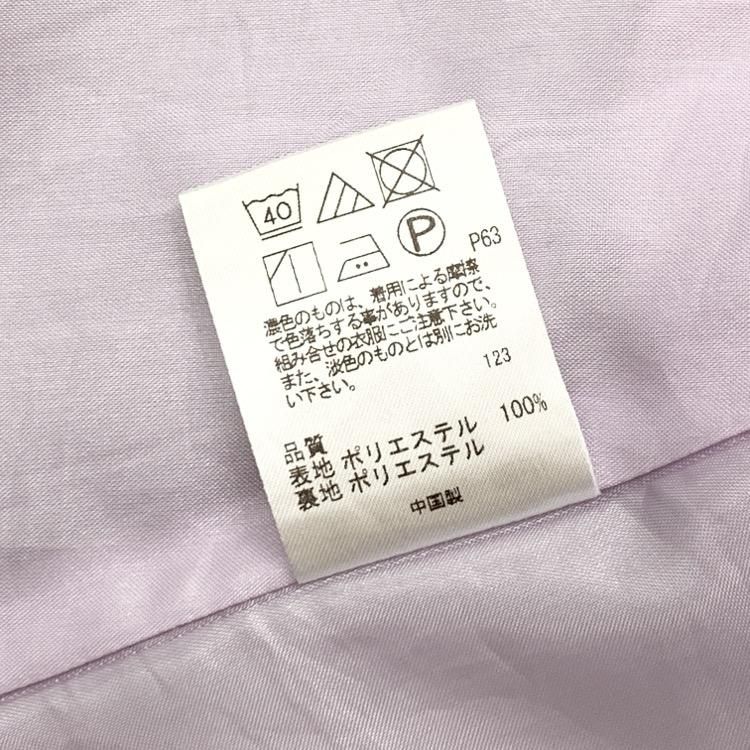 40
P
P63
濃色のものは、着用による摩擦
で色落ちする事がありますので、
組み合せの衣服にご注意下さい。
また、淡色のものとは別にお洗
い下さい。
123
品質
表地 ポリエステル 100%
裏地 ポリエステル
中国製